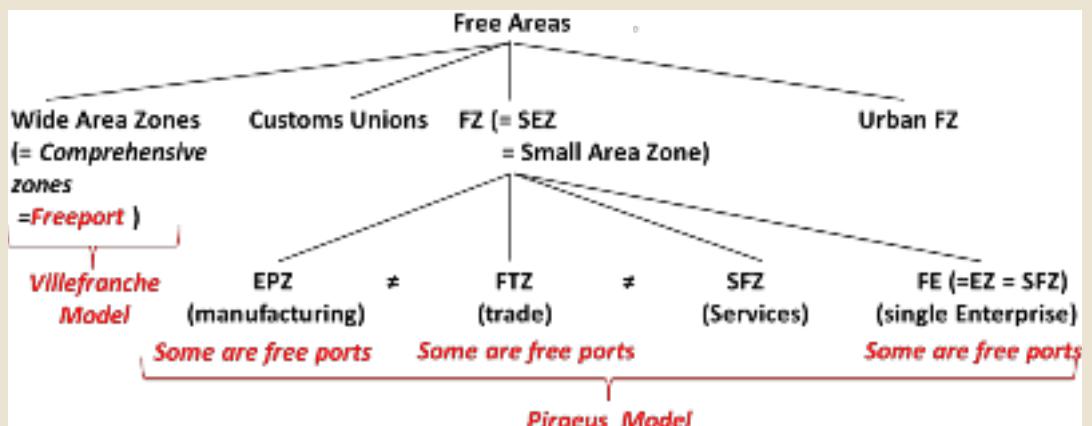 Free Areas
Wide Area Zones Customs Unions FZ (= SEZ Urban FZ
(= Comprehensive = Small Area Zone)
zones
=Freeport )
Villefranche EPZ ≠ FTZ ≠ SFZ FE (=EZ = SFZ)
Model (manufacturing) (trade) (Services) (single Enterprise)
Some are free ports Some are free ports Some are free ports
Piraeus Model